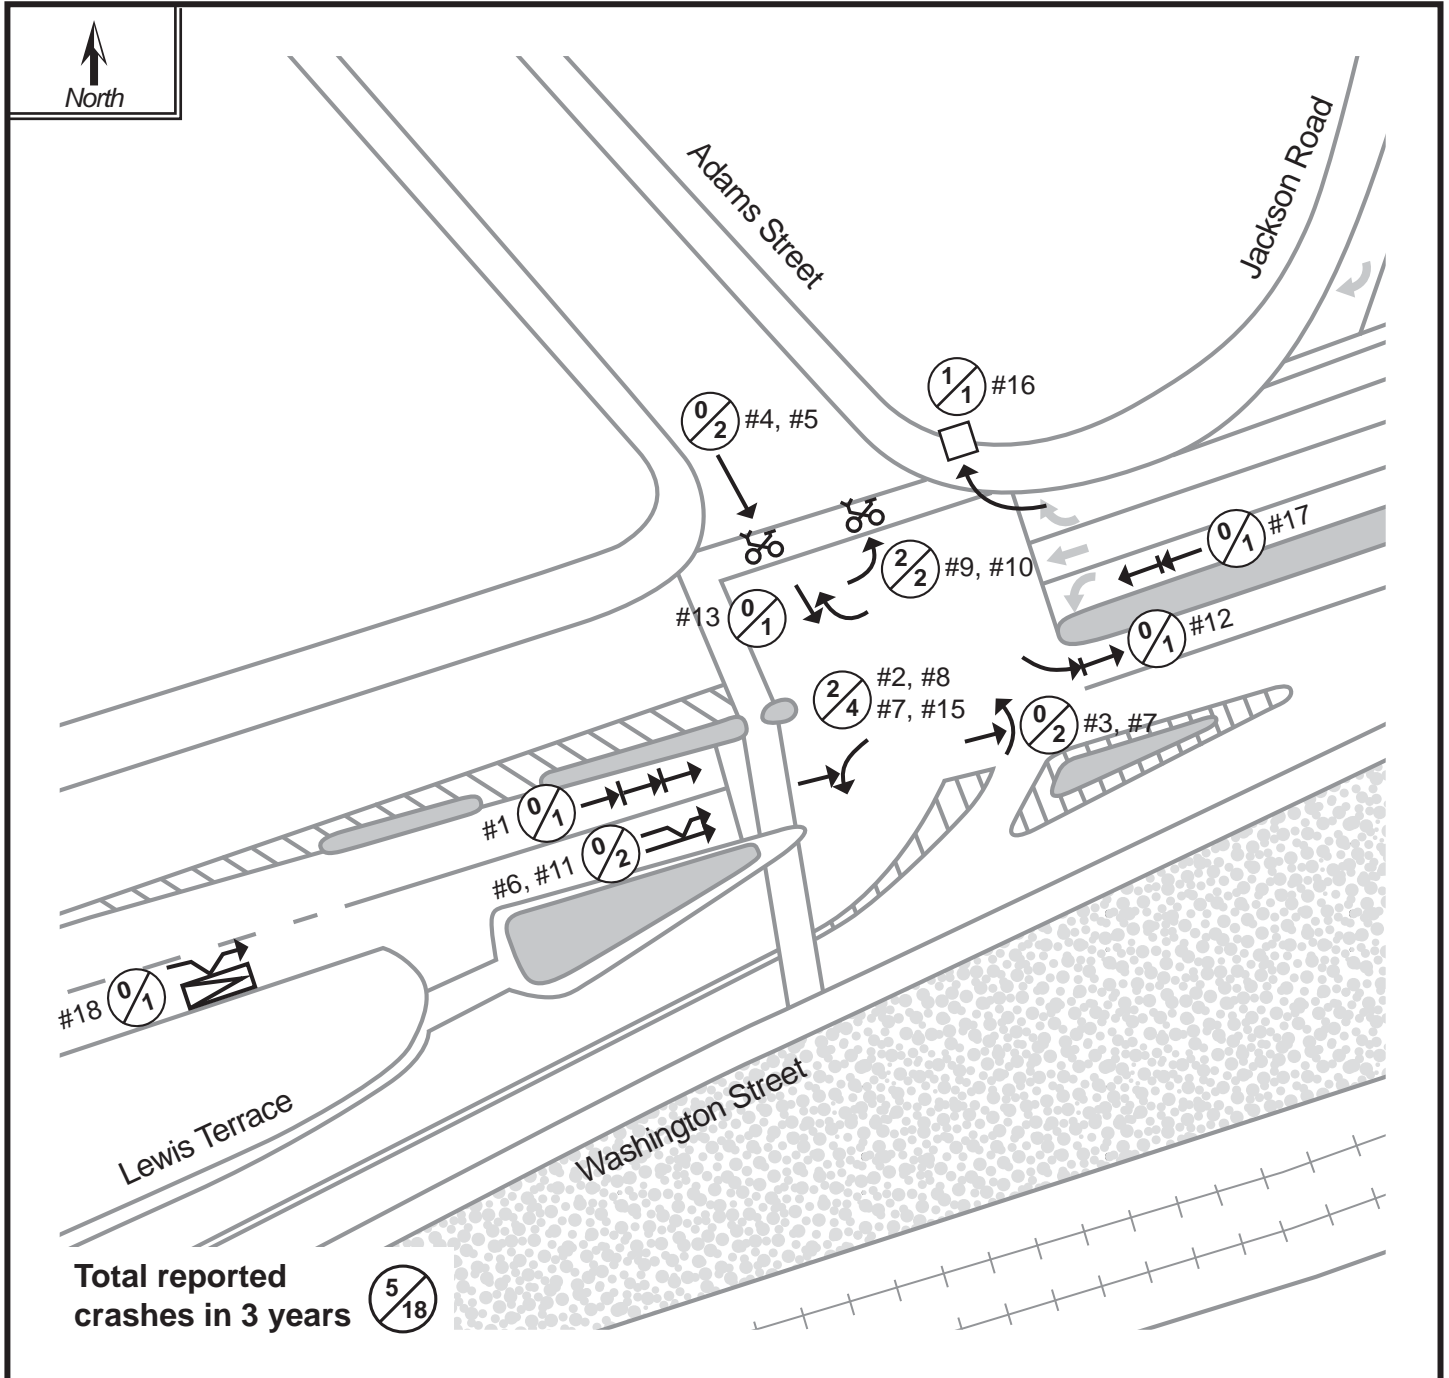 North
Adams Street
Jackson Road
1/1 #16
0/2 #4, #5
0/1 #17
2/2 #9, #10
#13 0/1
0/1 #12
2/4 #2, #8
#7, #15
0/2 #3, #7
#1 0/1
#6, #11 0/2
#18 0/1
Lewis Terrace
Washington Street
Total reported
crashes in 3 years 5/18